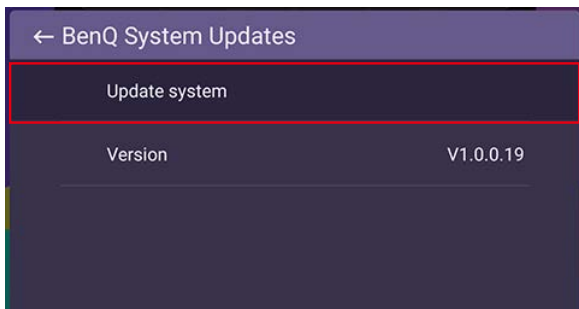 ← BenQ System Updates
Update system
Version V1.0.0.19